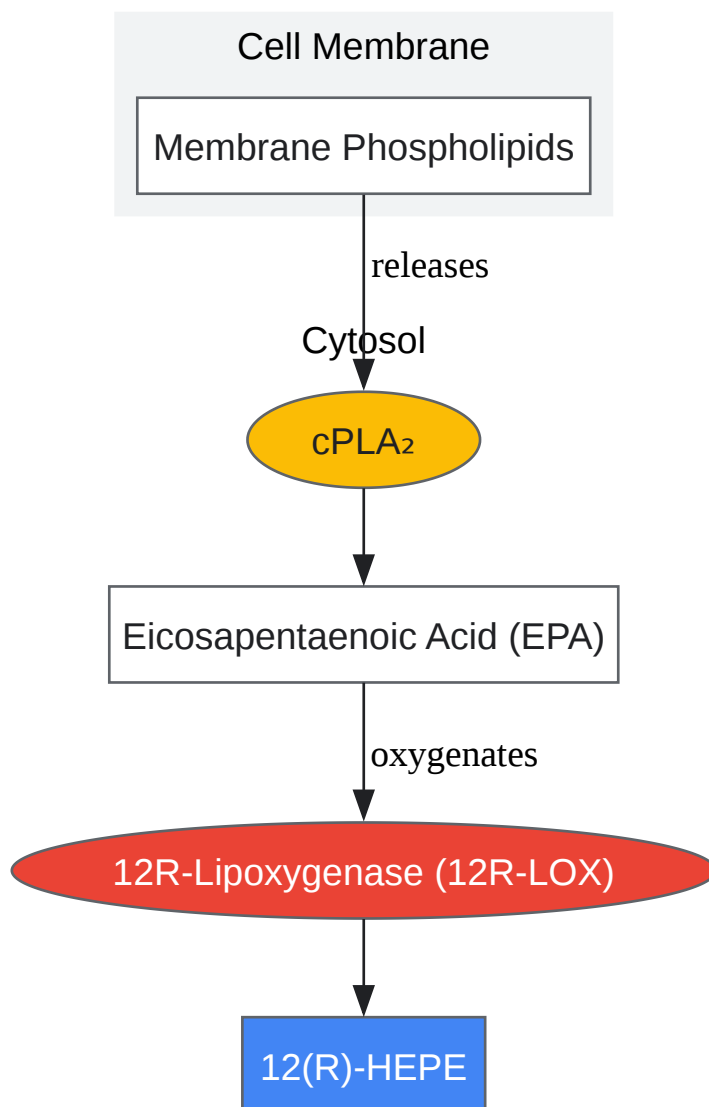 Cell Membrane
Membrane Phospholipids
releases
Cytosol
cPLA₂
Eicosapentaenoic Acid (EPA)
oxygenates
12R-Lipoxygenase (12R-LOX)
12(R)-HEPE